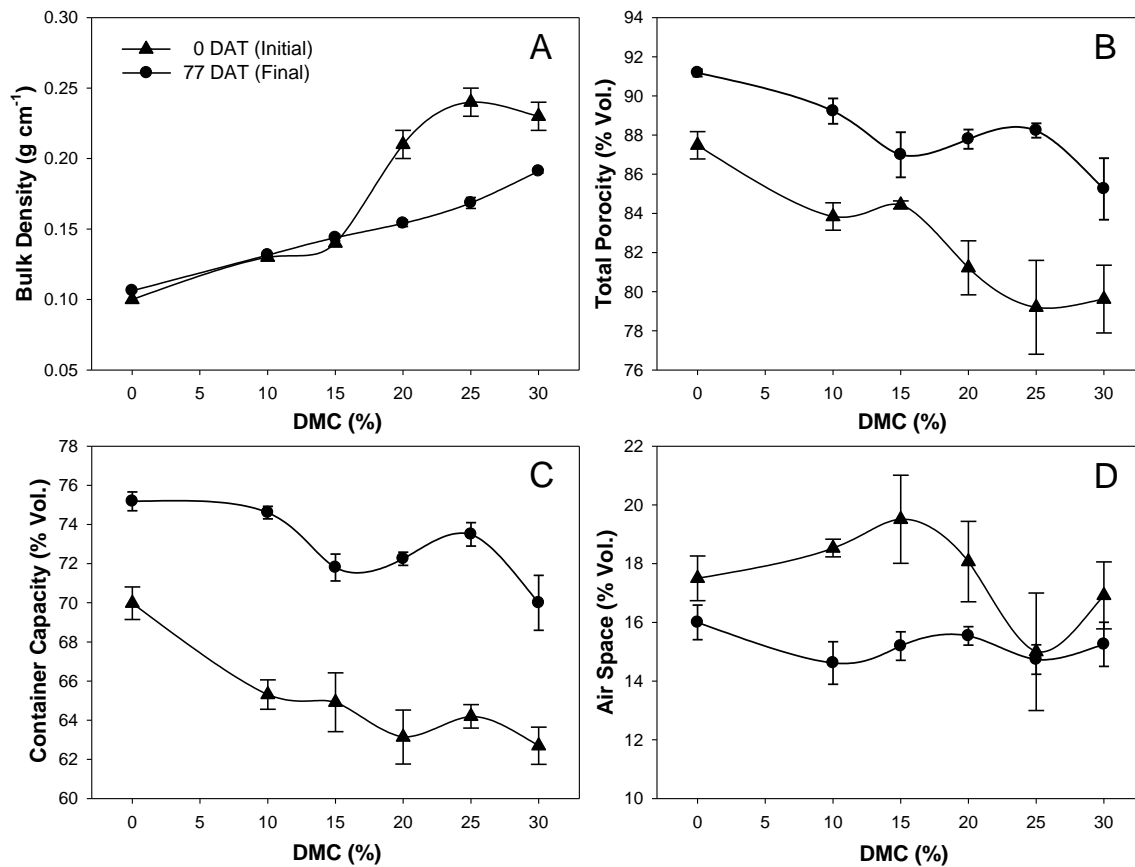 A
0 DAT (Initial)
77 DAT (Final)
0.30
0.25
0.20
0.15
0.10
0.05
Bulk Density (g cm-1)
0 5 10 15 20 25 30
DMC (%)
B
94
92
90
88
86
84
82
80
78
76
Total Porocity (% Vol.)
0 5 10 15 20 25 30
DMC (%)
C
78
76
74
72
70
68
66
64
62
60
Container Capacity (% Vol.)
0 5 10 15 20 25 30
DMC (%)
D
22
20
18
16
14
12
10
Air Space (% Vol.)
0 5 10 15 20 25 30
DMC (%)